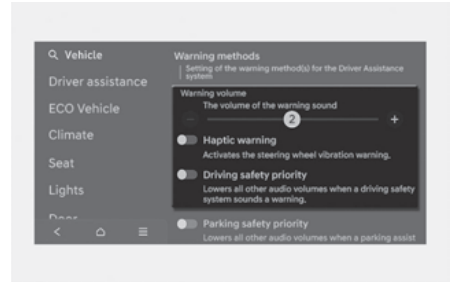 Vehicle
Driver assistance
ECO Vehicle
Climate
Seat
Lights
Door
Warning methods
Setting of the warning method(s) for the Driver Assistance
system
Warning volume
The volume of the warning sound
2
Haptic warning
Activates the steering wheel vibration warning.
Driving safety priority
Lowers all other audio volumes when a driving safety
system sounds a warning.
Parking safety priority
Lowers all other audio volumes when a parking assist